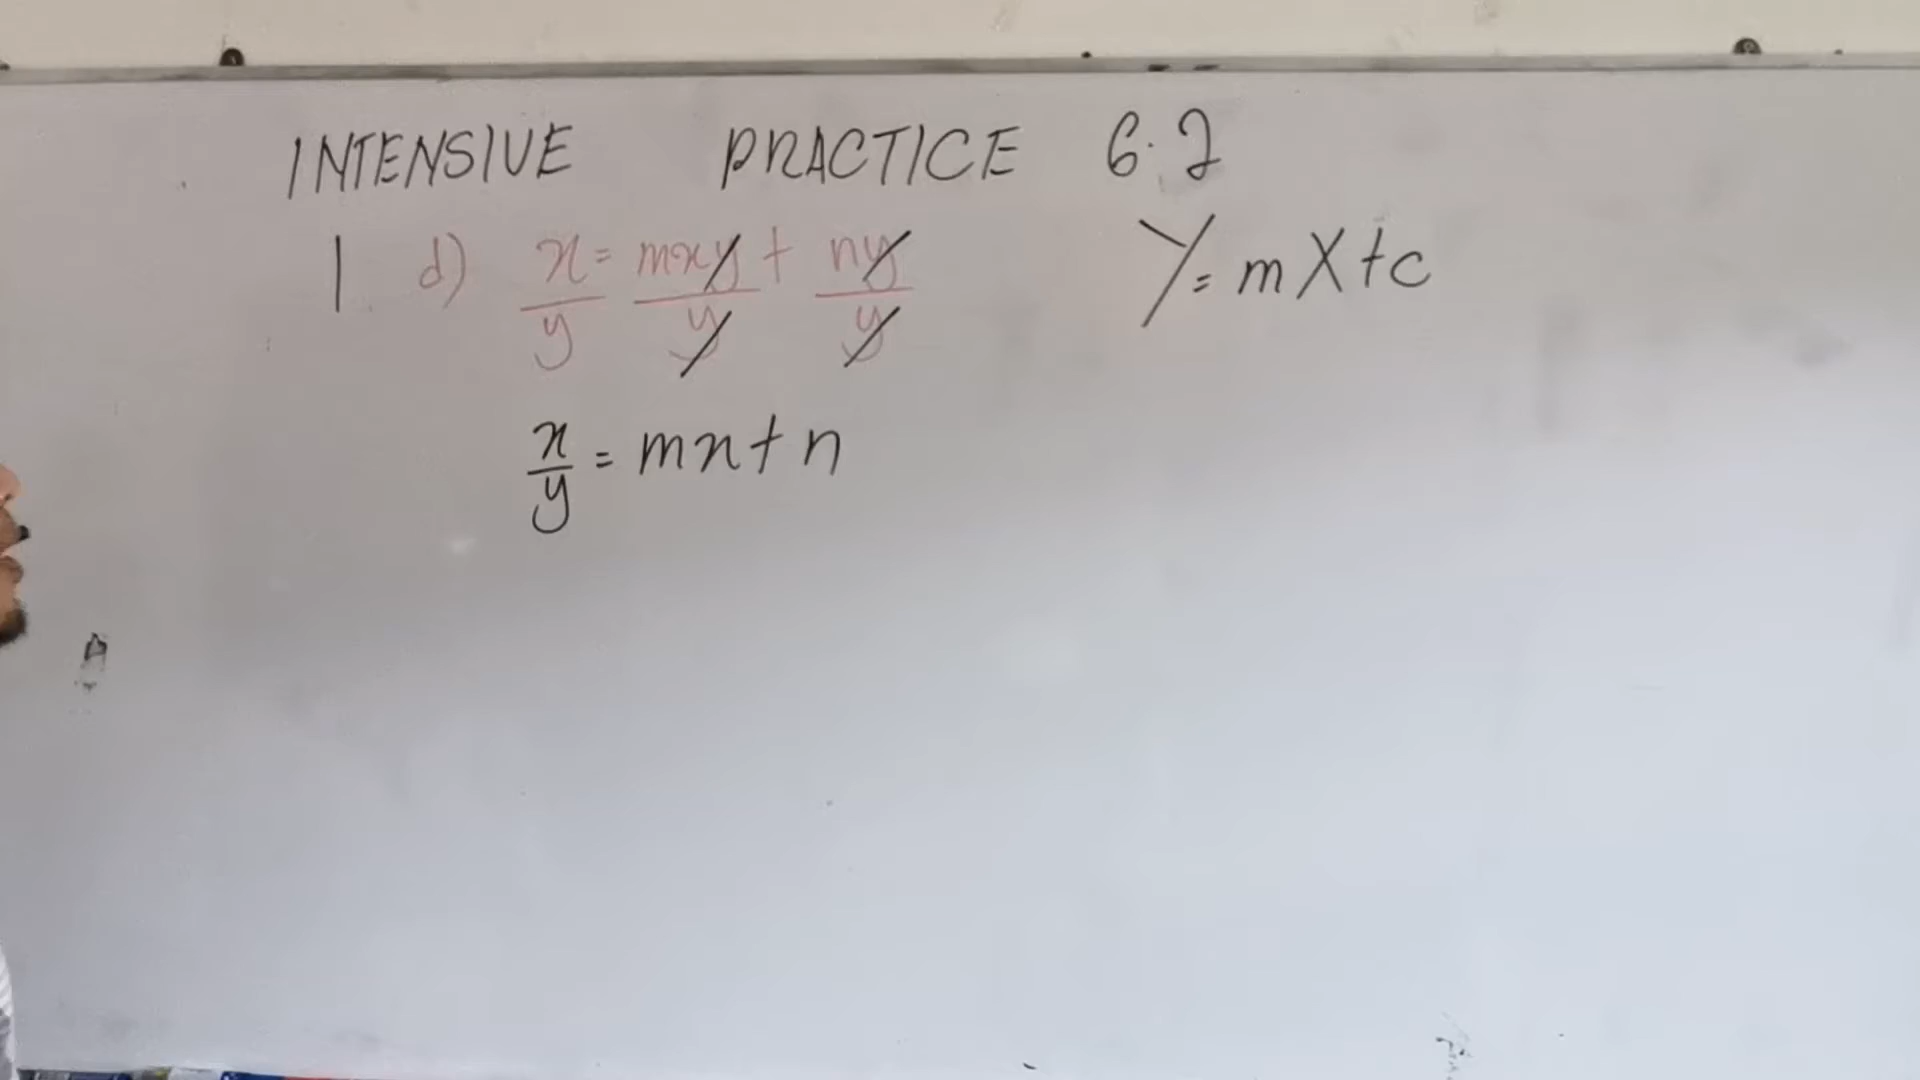 INTENSIVE PRACTICE 6.2
1 d) x/y = mxy/y + ny/y
Y = mX + c
x/y = mx + n